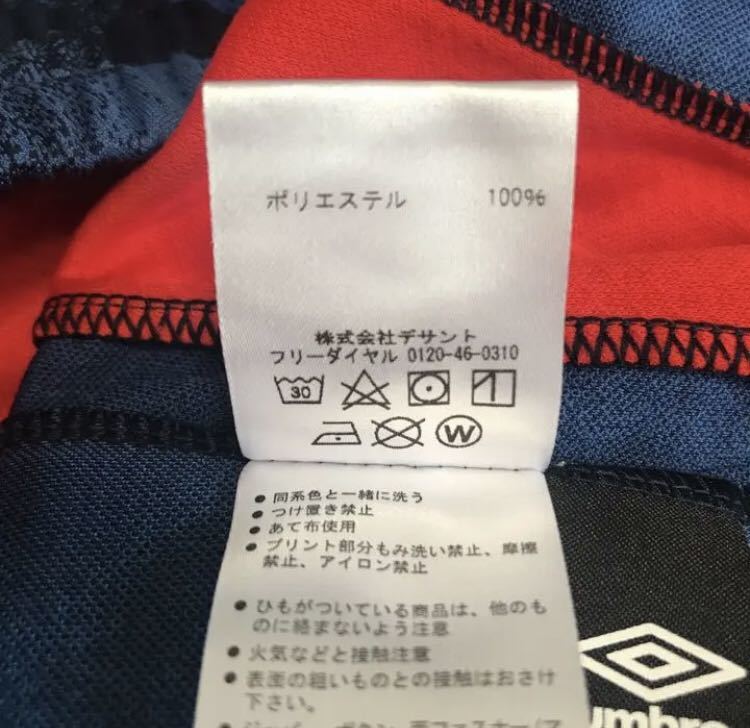 ポリエステル 100%
株式会社デサント
フリーダイヤル 0120-46-0310
30
W
● 同系色と一緒に洗う
● つけ置き禁止
● あて布使用
● プリント部分もみ洗い禁止、摩擦
禁止、アイロン禁止
● ひもがついている商品は、他のも
のに絡まないよう注意
● 火気などと接触注意
● 表面の粗いものとの接触はおさけ
下さい。
umbro